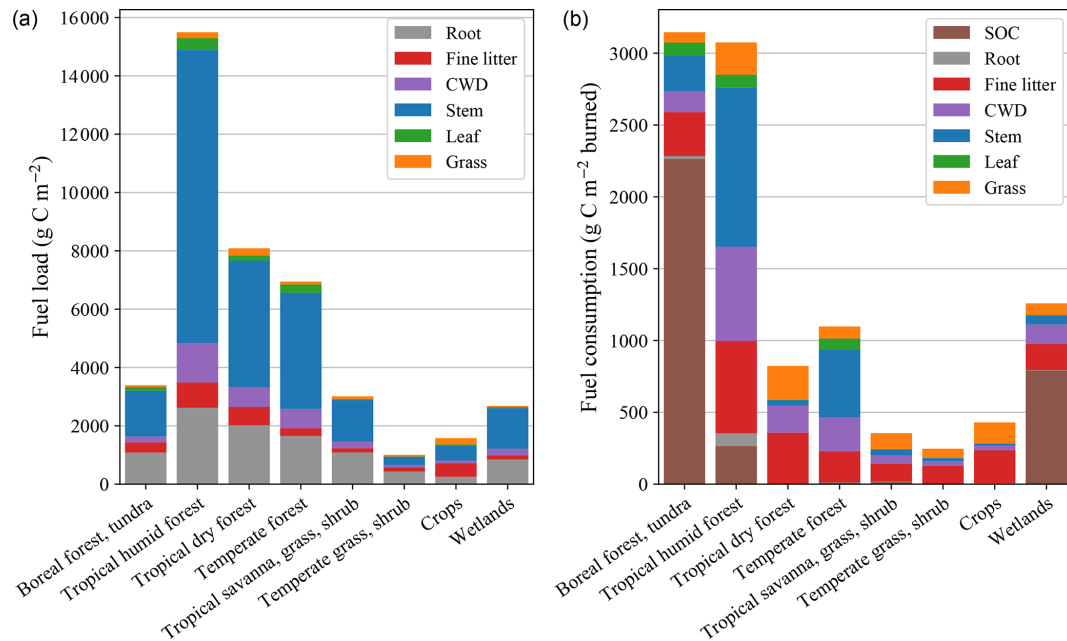 (a)
Fuel load (g C m⁻²)
16000
14000
12000
10000
8000
6000
4000
2000
0
Root
Fine litter
CWD
Stem
Leaf
Grass
Boreal forest, tundra
Tropical humid forest
Tropical dry forest
Temperate forest
Tropical savanna, grass, shrub
Temperate grass, shrub
Crops
Wetlands
(b)
Fuel consumption (g C m⁻² burned)
3000
2500
2000
1500
1000
500
0
SOC
Root
Fine litter
CWD
Stem
Leaf
Grass
Boreal forest, tundra
Tropical humid forest
Tropical dry forest
Temperate forest
Tropical savanna, grass, shrub
Temperate grass, shrub
Crops
Wetlands